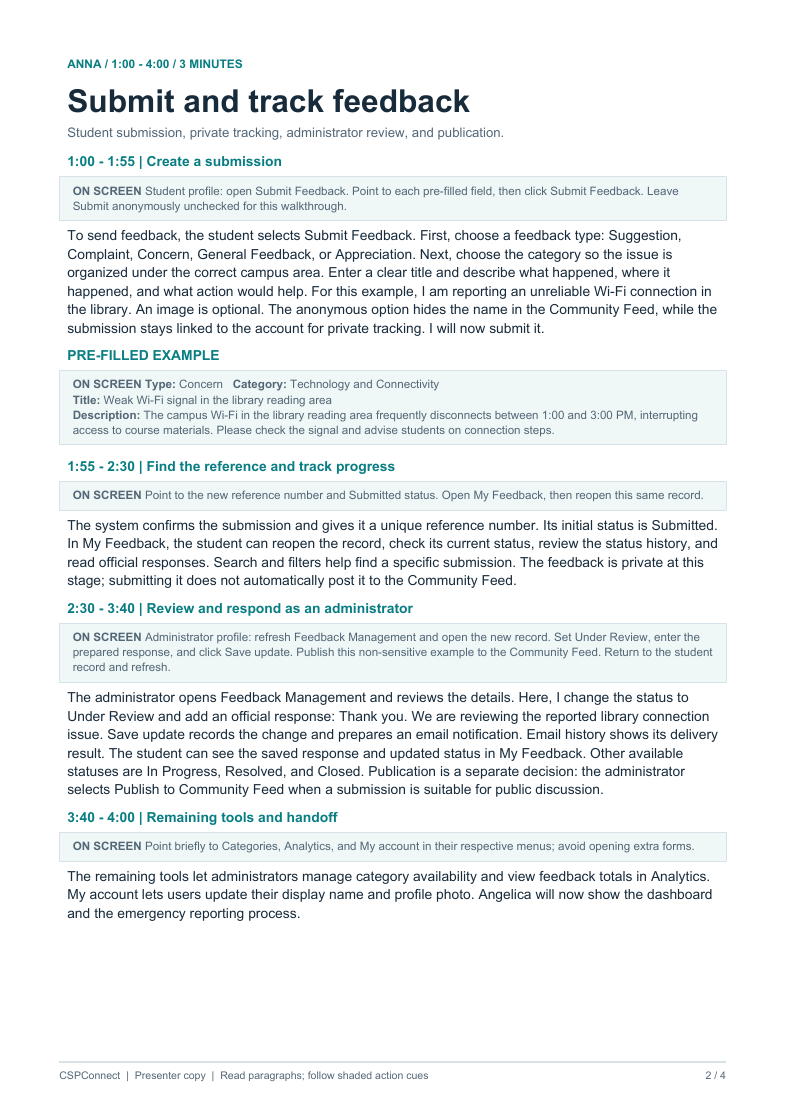 ANNA / 1:00 - 4:00 / 3 MINUTES
Submit and track feedback
Student submission, private tracking, administrator review, and publication.
1:00 - 1:55 | Create a submission
ON SCREEN Student profile: open Submit Feedback. Point to each pre-filled field, then click Submit Feedback. Leave
Submit anonymously unchecked for this walkthrough.
To send feedback, the student selects Submit Feedback. First, choose a feedback type: Suggestion,
Complaint, Concern, General Feedback, or Appreciation. Next, choose the category so the issue is
organized under the correct campus area. Enter a clear title and describe what happened, where it
happened, and what action would help. For this example, I am reporting an unreliable Wi-Fi connection in
the library. An image is optional. The anonymous option hides the name in the Community Feed, while the
submission stays linked to the account for private tracking. I will now submit it.
PRE-FILLED EXAMPLE
ON SCREEN Type: Concern Category: Technology and Connectivity
Title: Weak Wi-Fi signal in the library reading area
Description: The campus Wi-Fi in the library reading area frequently disconnects between 1:00 and 3:00 PM, interrupting
access to course materials. Please check the signal and advise students on connection steps.
1:55 - 2:30 | Find the reference and track progress
ON SCREEN Point to the new reference number and Submitted status. Open My Feedback, then reopen this same record.
The system confirms the submission and gives it a unique reference number. Its initial status is Submitted.
In My Feedback, the student can reopen the record, check its current status, review the status history, and
read official responses. Search and filters help find a specific submission. The feedback is private at this
stage; submitting it does not automatically post it to the Community Feed.
2:30 - 3:40 | Review and respond as an administrator
ON SCREEN Administrator profile: refresh Feedback Management and open the new record. Set Under Review, enter the
prepared response, and click Save update. Publish this non-sensitive example to the Community Feed. Return to the student
record and refresh.
The administrator opens Feedback Management and reviews the details. Here, I change the status to
Under Review and add an official response: Thank you. We are reviewing the reported library connection
issue. Save update records the change and prepares an email notification. Email history shows its delivery
result. The student can see the saved response and updated status in My Feedback. Other available
statuses are In Progress, Resolved, and Closed. Publication is a separate decision: the administrator
selects Publish to Community Feed when a submission is suitable for public discussion.
3:40 - 4:00 | Remaining tools and handoff
ON SCREEN Point briefly to Categories, Analytics, and My account in their respective menus; avoid opening extra forms.
The remaining tools let administrators manage category availability and view feedback totals in Analytics.
My account lets users update their display name and profile photo. Angelica will now show the dashboard
and the emergency reporting process.
CSPConnect | Presenter copy | Read paragraphs; follow shaded action cues
2 / 4